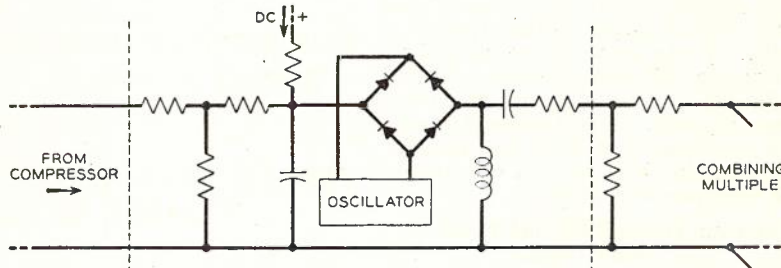 DC +
FROM
COMPRESSOR
OSCILLATOR
COMBINING
MULTIPLE